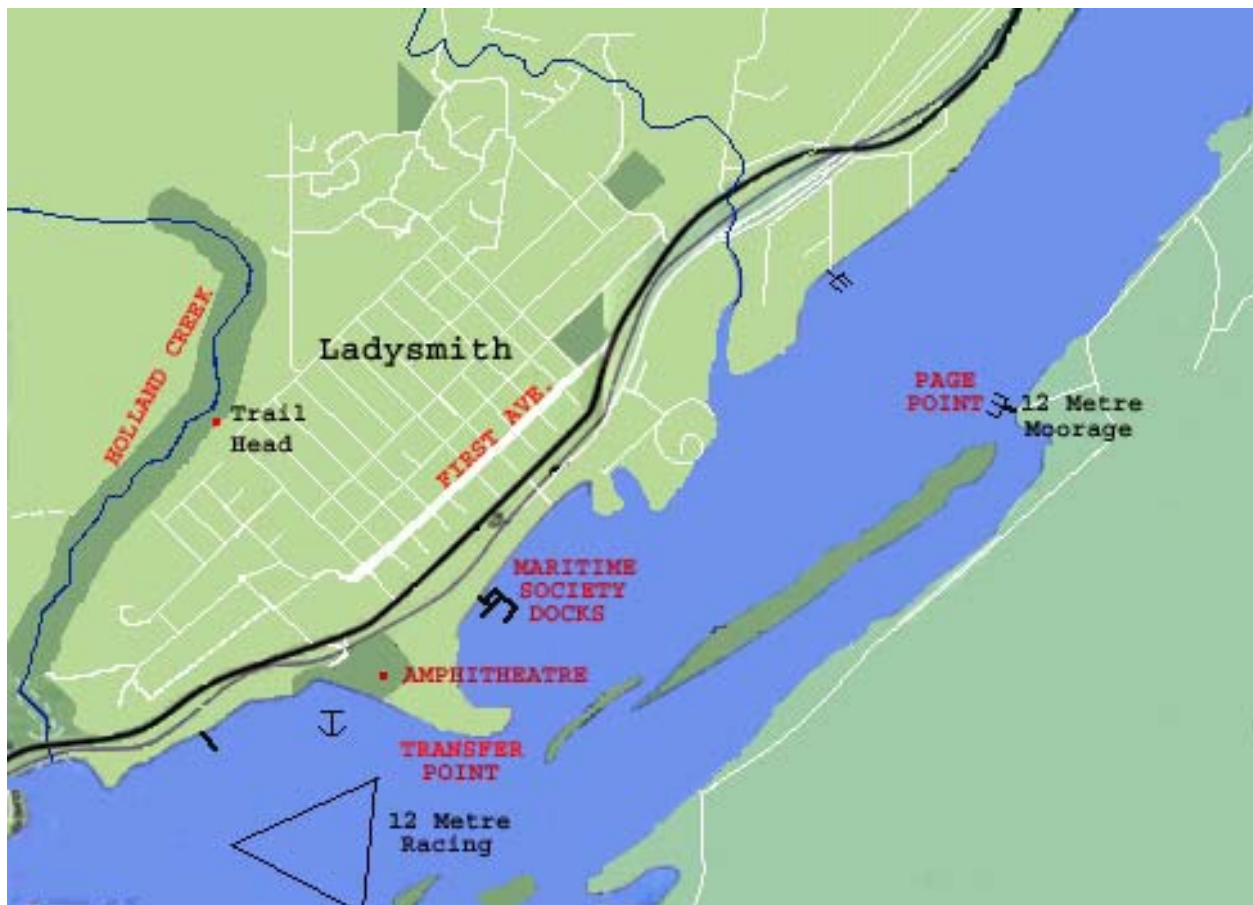 HOLLAND CREEK
Ladysmith
Trail
Head
FIRST AVE.
PAGE
POINT
12 Metre
Moorage
MARITIME
SOCIETY
DOCKS
AMPHITHEATRE
TRANSFER
POINT
12 Metre
Racing